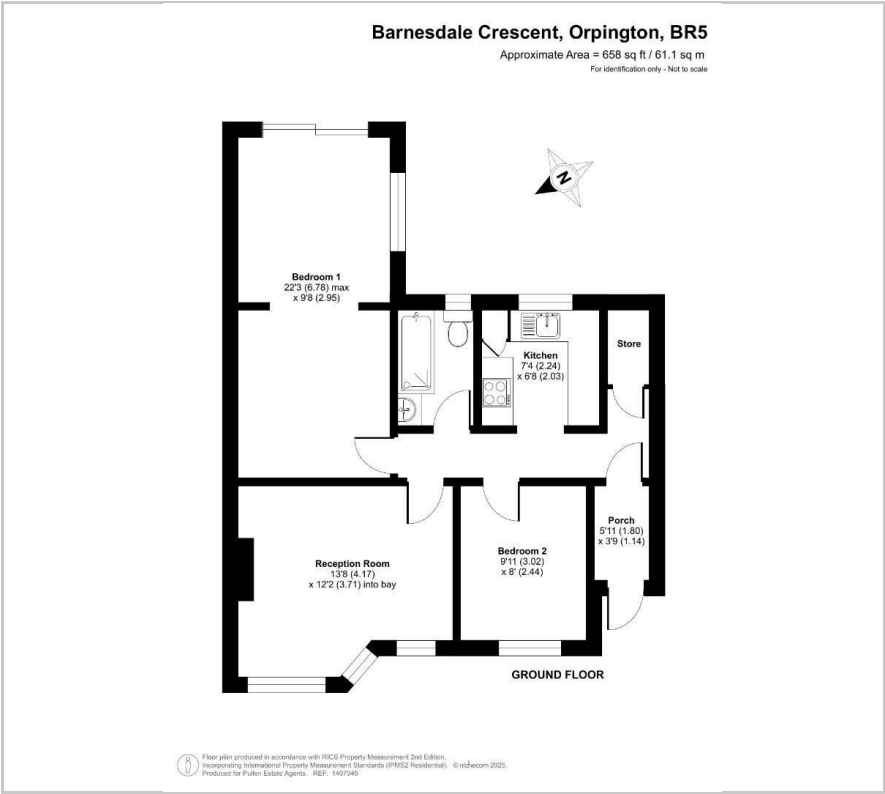 Barnesdale Crescent, Orpington, BR5
Approximate Area = 658 sq ft / 61.1 sq m
For identification only - Not to scale
N
Bedroom 1
22'3 (6.78) max
x 9'8 (2.95)
Kitchen
7'4 (2.24)
x 6'8 (2.03)
Store
Porch
5'11 (1.80)
x 3'9 (1.14)
Bedroom 2
9'11 (3.02)
x 8' (2.44)
Reception Room
13'8 (4.17)
x 12'2 (3.71) into bay
GROUND FLOOR
Floor plan produced in accordance with RICS Property Measurement 2nd Edition,
Incorporating International Property Measurement Standards (IPMS2 Residential). © nichecom 2025.
Produced for Pullen Estate Agents. REF: 1407945